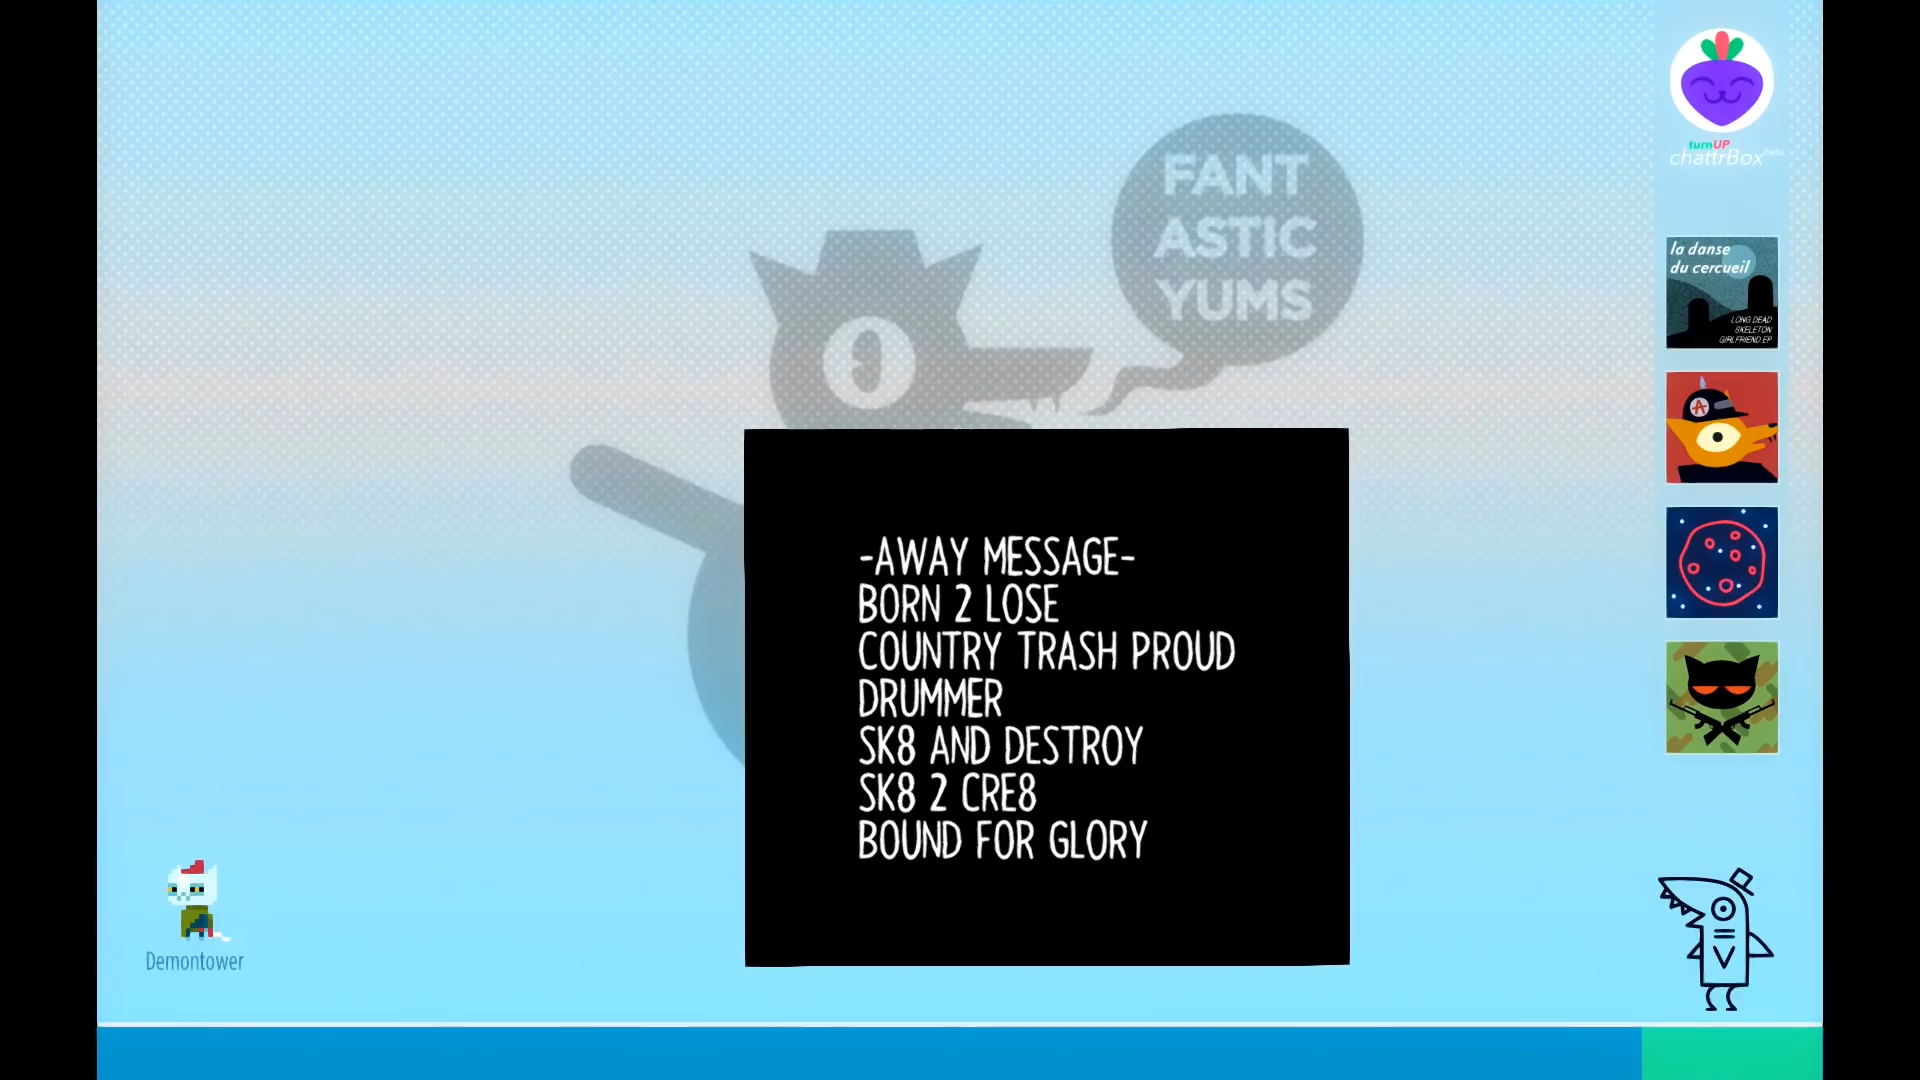 FANT
ASTIC
YUMS
turnUP
chattrBox beta
la danse
du cercueil
LONG DEAD
SKELETON
GIRLFRIEND EP
A
-AWAY MESSAGE-
BORN 2 LOSE
COUNTRY TRASH PROUD
DRUMMER
SK8 AND DESTROY
SK8 2 CRE8
BOUND FOR GLORY
Demontower